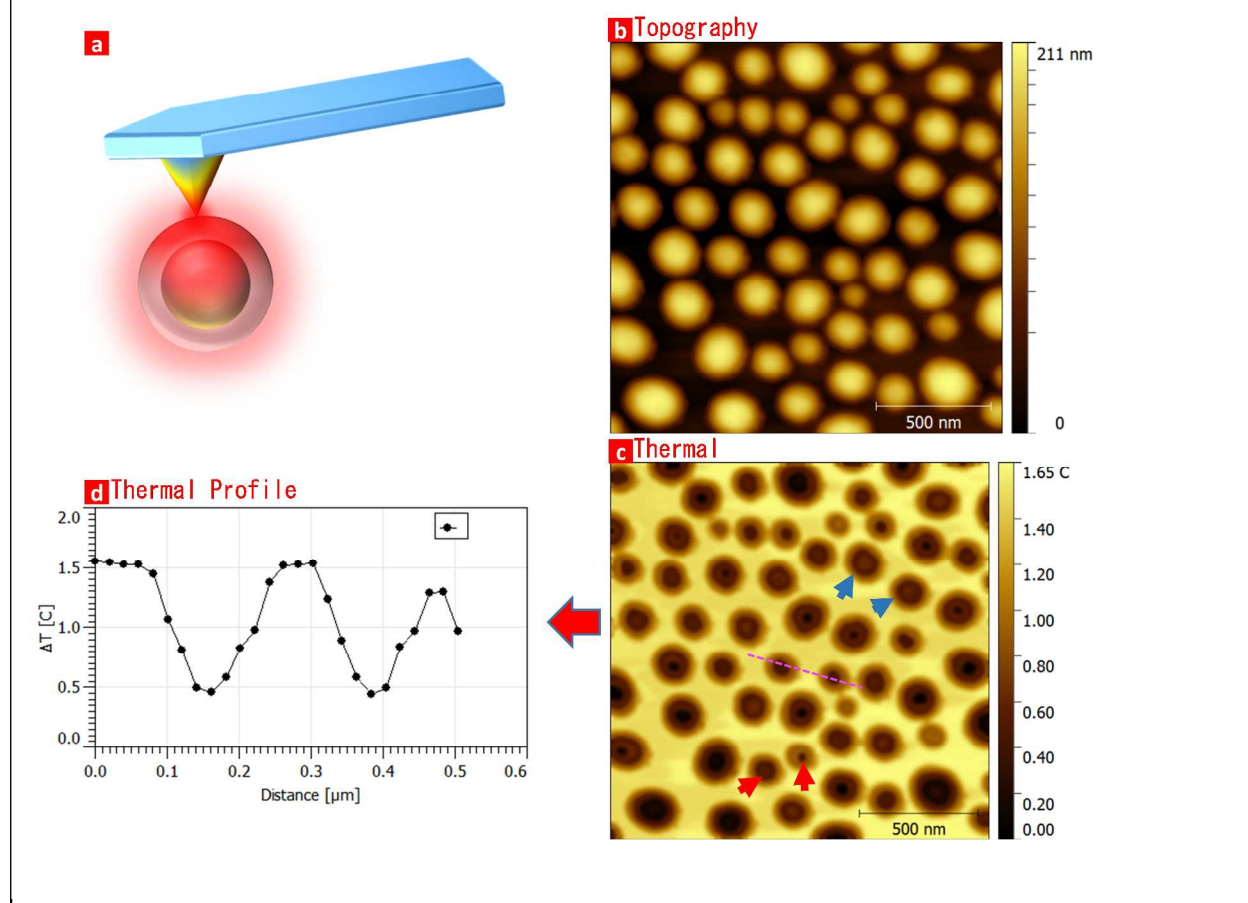 a
b Topography
211 nm
0
500 nm
c Thermal
1.65 C
1.40
1.20
1.00
0.80
0.60
0.40
0.20
0.00
500 nm
d Thermal Profile
2.0
1.5
1.0
0.5
0.0
ΔT [C]
0.0 0.1 0.2 0.3 0.4 0.5 0.6
Distance [µm]